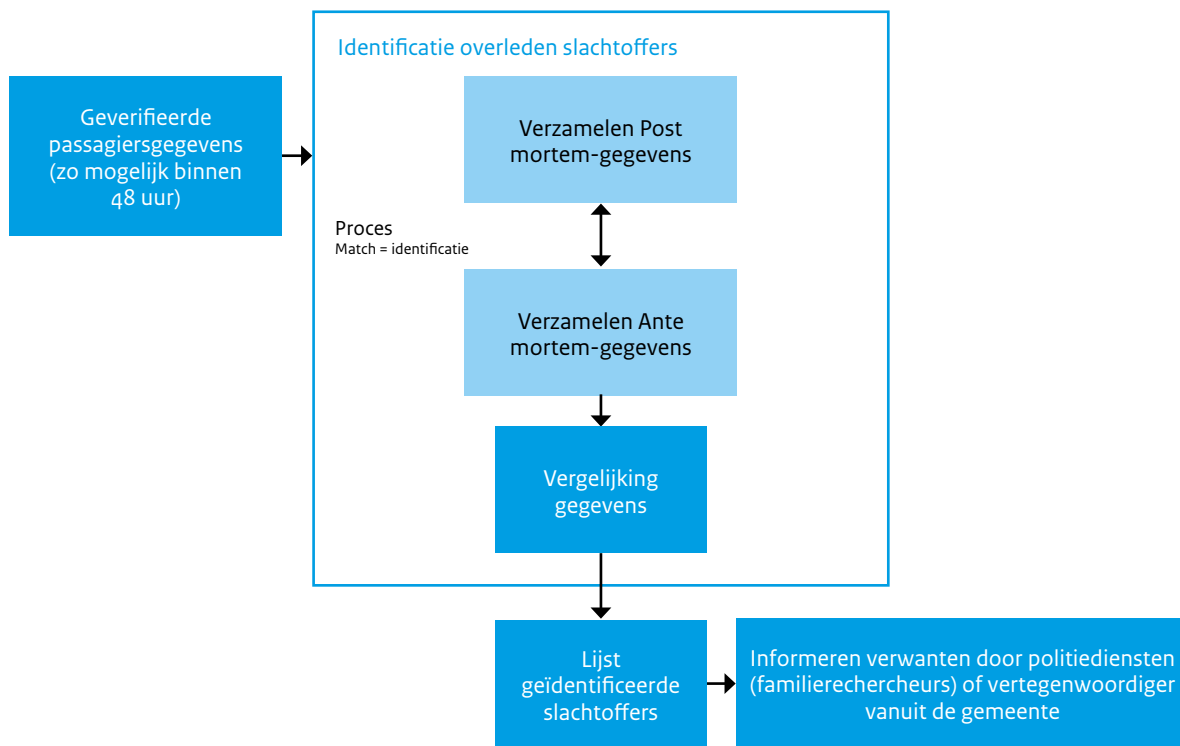 Identificatie overleden slachtoffers
Geverifieerde
passagiersgegevens
(zo mogelijk binnen
48 uur)
Verzamelen Post
mortem-gegevens
Proces
Match = identificatie
Verzamelen Ante
mortem-gegevens
Vergelijking
gegevens
Lijst
geïdentificeerde
slachtoffers
Informeren verwanten door politiediensten
(familierechercheurs) of vertegenwoordiger
vanuit de gemeente